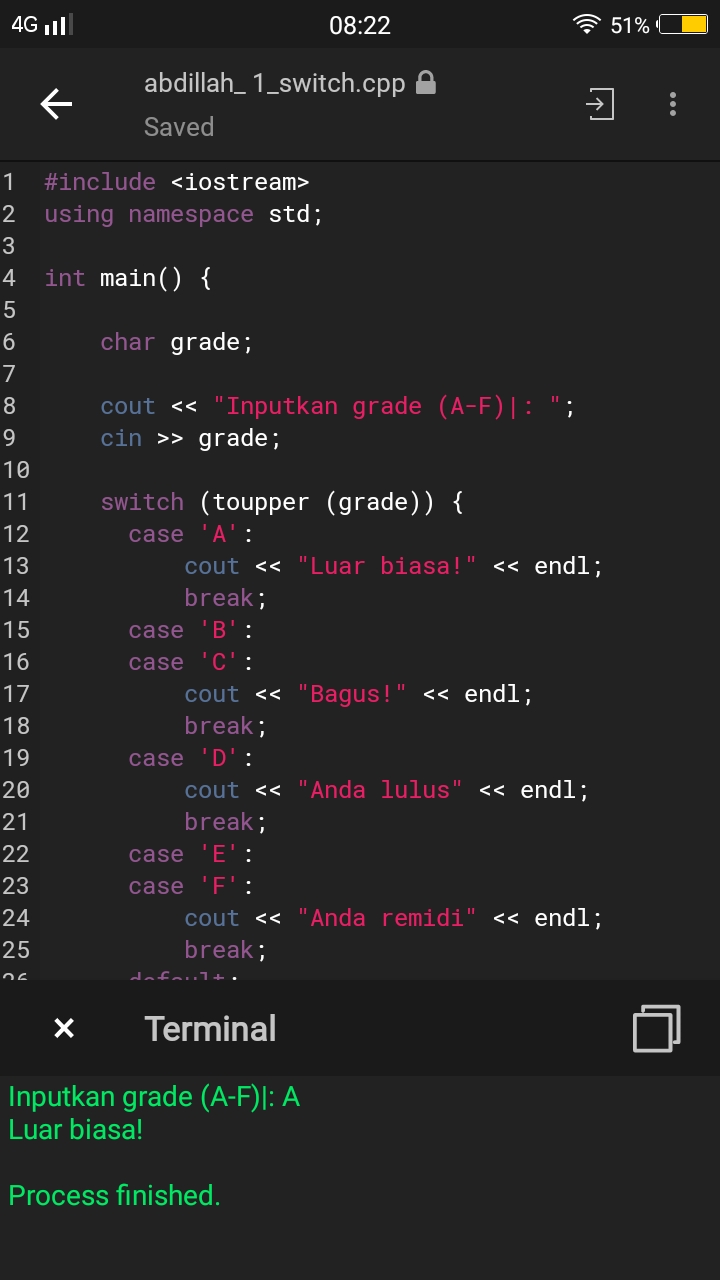 4G 08:22 51%
abdillah_ 1_switch.cpp
Saved
1 #include <iostream>
2 using namespace std;
3
4 int main() {
5
6     char grade;
7
8     cout << "Inputkan grade (A-F)|: ";
9     cin >> grade;
10
11     switch (toupper (grade)) {
12       case 'A':
13           cout << "Luar biasa!" << endl;
14           break;
15       case 'B':
16       case 'C':
17           cout << "Bagus!" << endl;
18           break;
19       case 'D':
20           cout << "Anda lulus" << endl;
21           break;
22       case 'E':
23       case 'F':
24           cout << "Anda remidi" << endl;
25           break;
26       default:
Terminal
Inputkan grade (A-F)|: A
Luar biasa!
Process finished.